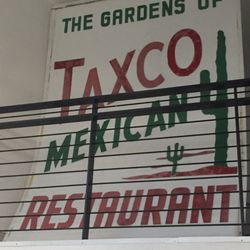 THE GARDENS OF
TAXCO
MEXICAN
RESTAURANT